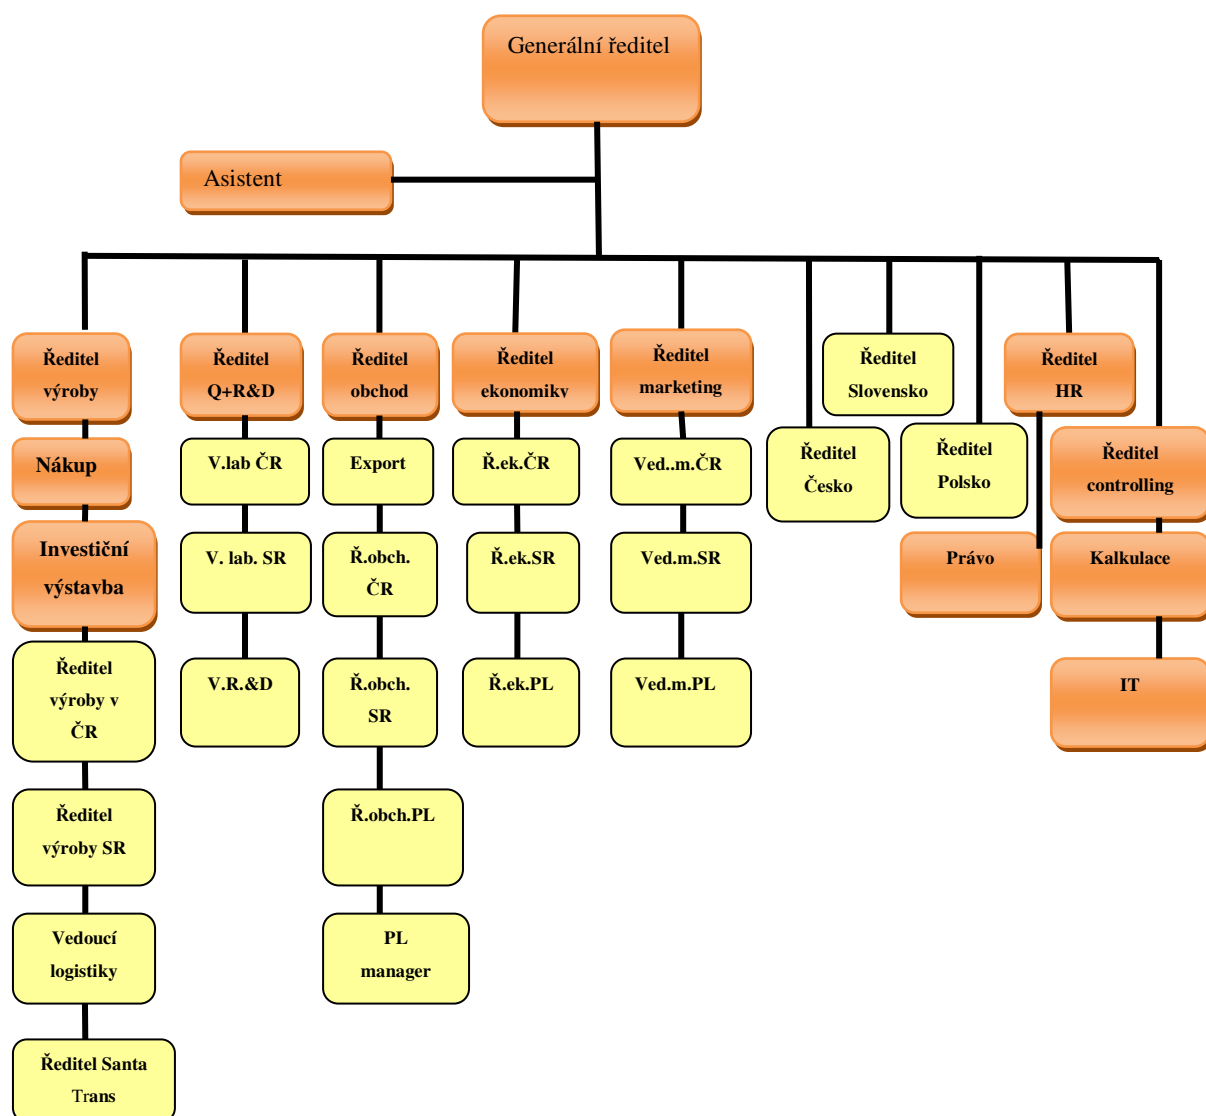 Generální ředitel
Asistent
Ředitel
výroby
Nákup
Investiční
výstavba
Ředitel
výroby v
ČR
Ředitel
výroby SR
Vedoucí
logistiky
Ředitel Santa
Trans
Ředitel
Q+R&D
V.lab ČR
V. lab. SR
V.R.&D
Ředitel
obchod
Export
Ř.obch.
ČR
Ř.obch.
SR
Ř.obch.PL
PL
manager
Ředitel
ekonomiky
Ř.ek.ČR
Ř.ek.SR
Ř.ek.PL
Ředitel
marketing
Ved..m.ČR
Ved.m.SR
Ved.m.PL
Ředitel
Česko
Ředitel
Slovensko
Ředitel
Polsko
Ředitel
HR
Právo
Ředitel
controlling
Kalkulace
IT